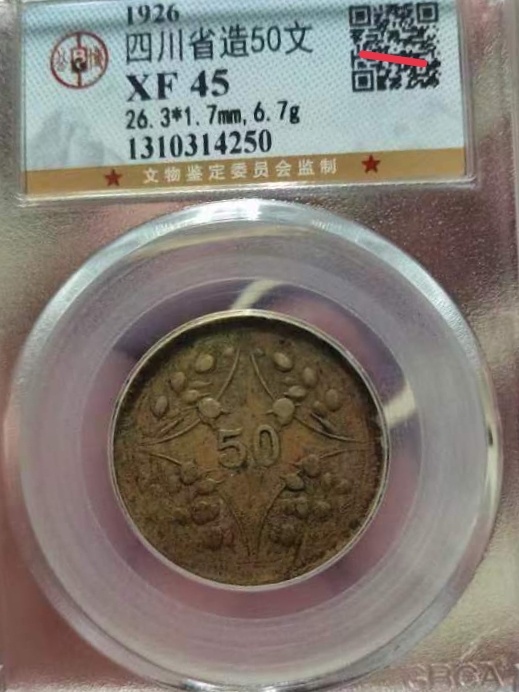 1926
四川省造50文
XF 45
26.3*1.7mm,6.7g
1310314250
★ 文物鉴定委员会监制 ★
50
GBCA